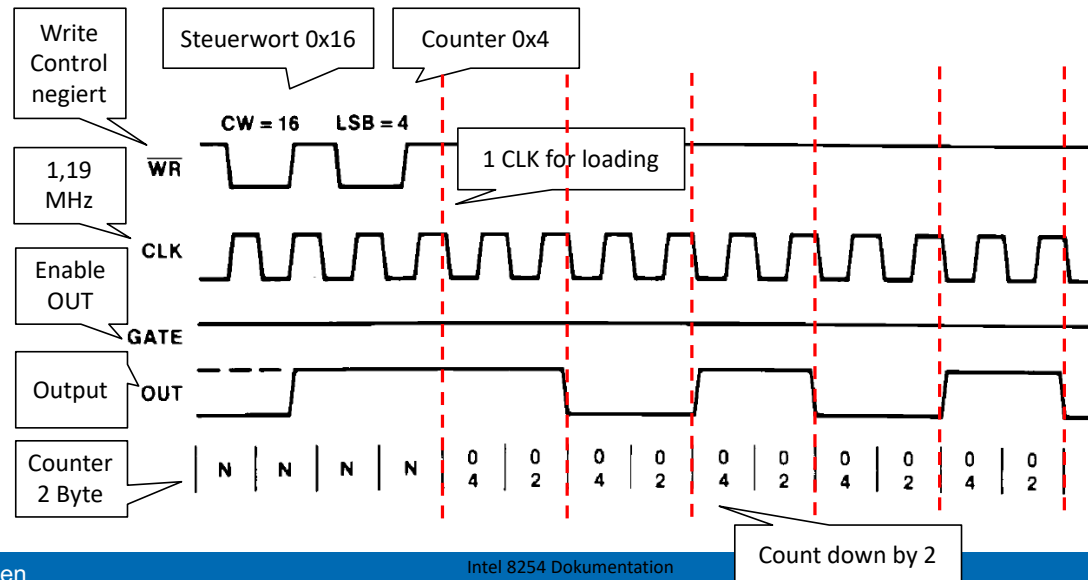 Write
Control
negiert
Steuerwort 0x16
Counter 0x4
CW = 16 LSB = 4
WR
1 CLK for loading
1,19
MHz
CLK
Enable
OUT
GATE
Output
OUT
Counter
2 Byte
N N N N 0 0 0 0 0 0 0 0 0 0
4 2 4 2 4 2 4 2 4 2
Count down by 2
Intel 8254 Dokumentation
en